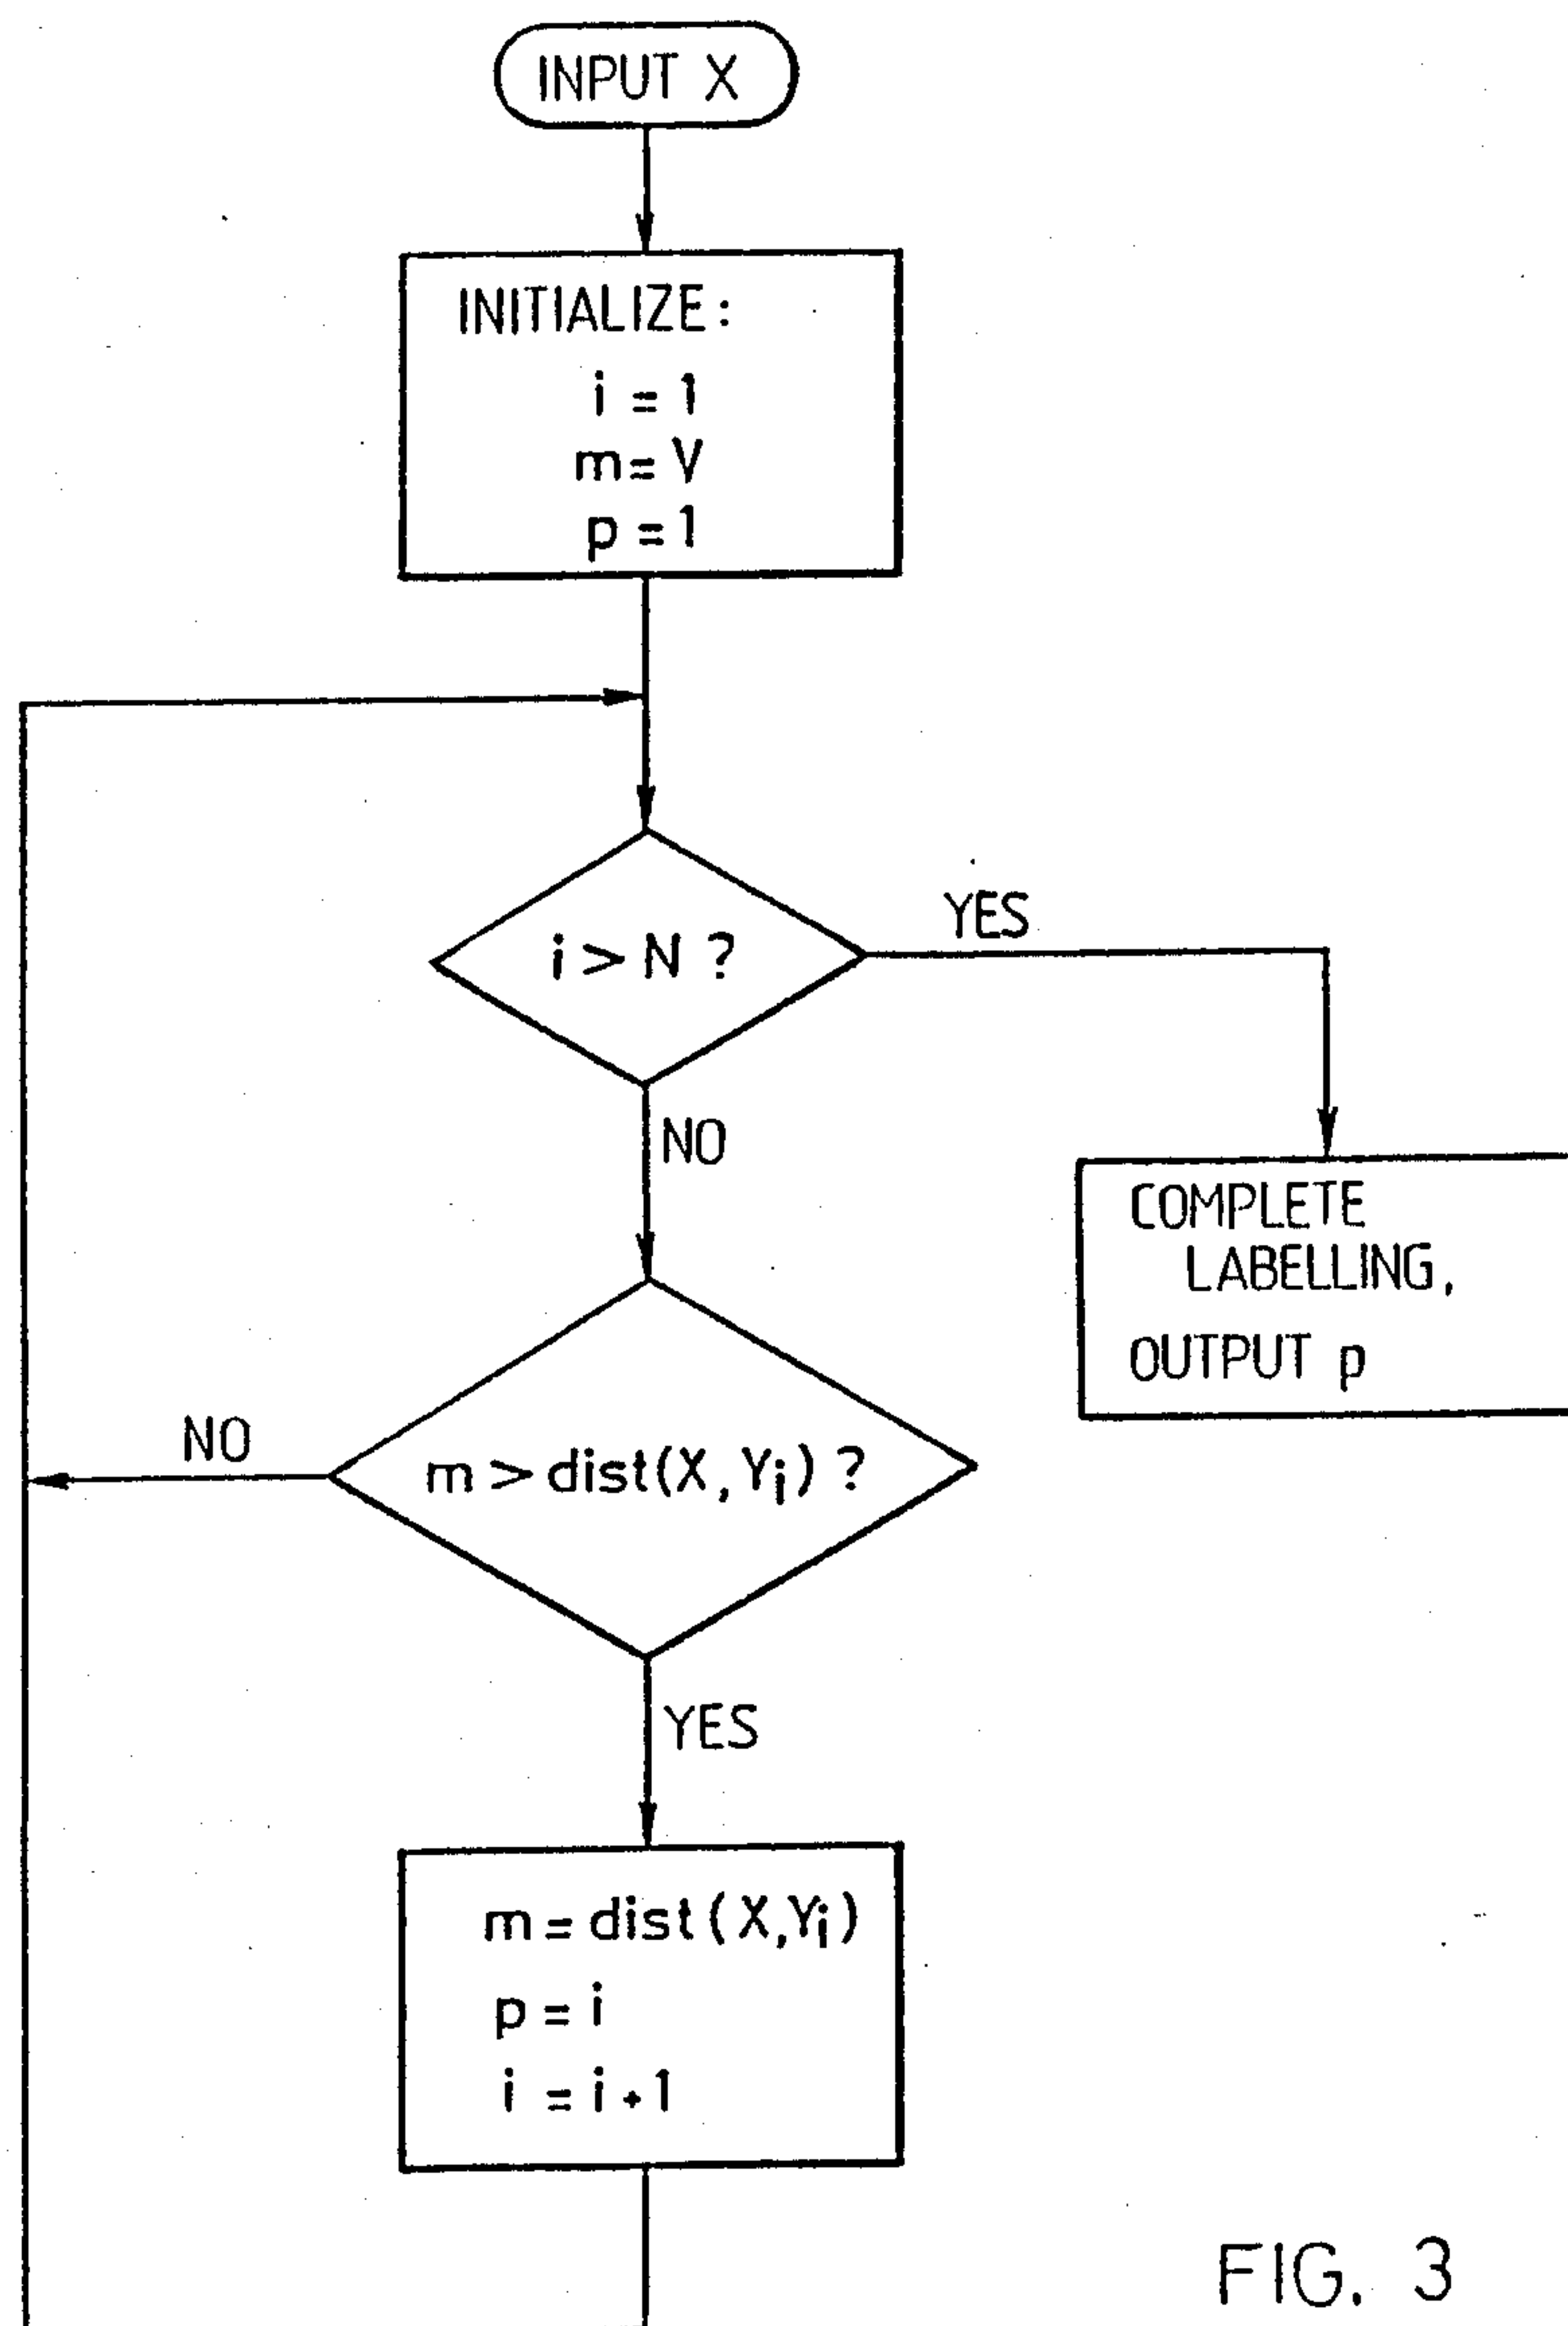 INPUT X
INITIALIZE:
i = 1
m = V
p = 1
i > N ?
YES
NO
COMPLETE
LABELLING,
OUTPUT p
NO
m > dist(X, Yi) ?
YES
m = dist(X,Yi)
p = i
i = i + 1
FIG. 3